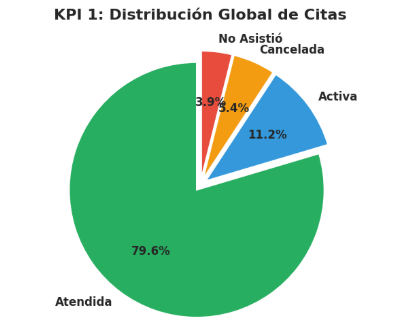 KPI 1: Distribución Global de Citas
No Asistió
Cancelada
3.9%
5.4%
Activa
11.2%
79.6%
Atendida